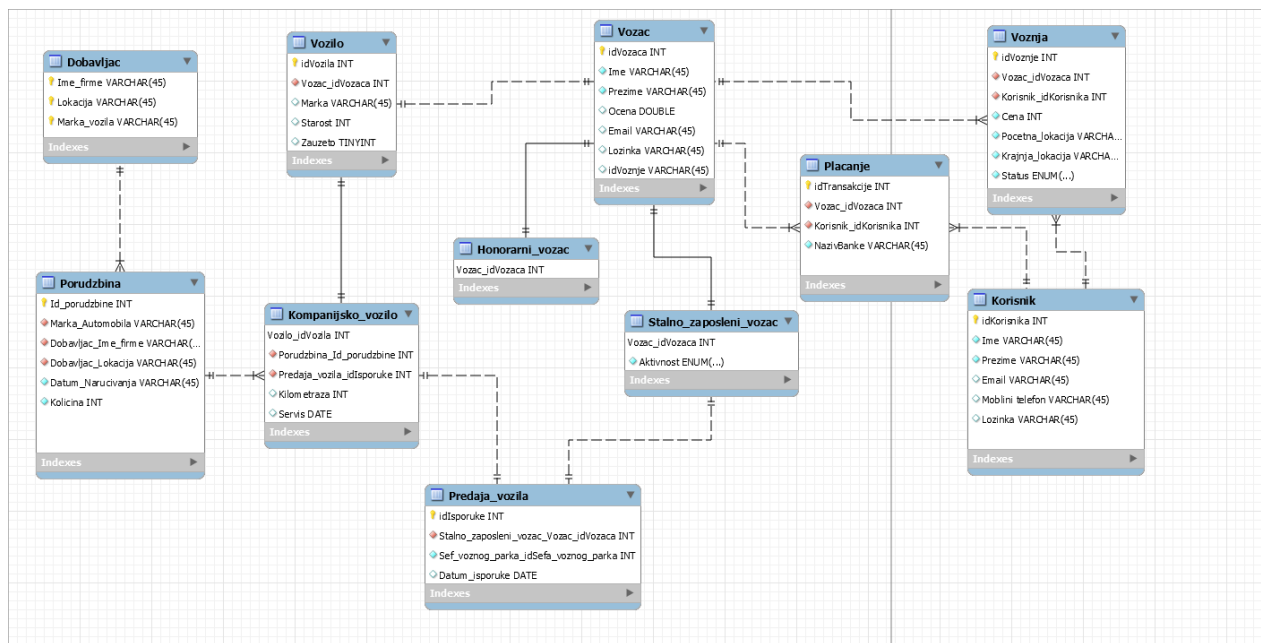 Dobavljac
Ime_firme VARCHAR(45)
Lokacija VARCHAR(45)
Marka_vozila VARCHAR(45)
Indexes
Vozilo
idVozila INT
Vozac_idVozaca INT
Marka VARCHAR(45)
Starost INT
Zauzeto TINYINT
Indexes
Vozac
idVozaca INT
Ime VARCHAR(45)
Prezime VARCHAR(45)
Ocena DOUBLE
Email VARCHAR(45)
Lozinka VARCHAR(45)
idVoznje VARCHAR(45)
Indexes
Voznja
idVoznje INT
Vozac_idVozaca INT
Korisnik_idKorisnika INT
Cena INT
Pocetna_lokacija VARCHA...
Krajnja_lokacija VARCHA...
Status ENUM(...)
Indexes
Placanje
idTransakcije INT
Vozac_idVozaca INT
Korisnik_idKorisnika INT
NazivBanke VARCHAR(45)
Indexes
Honorarni_vozac
Vozac_idVozaca INT
Indexes
Porudzbina
Id_porudzbine INT
Marka_Automobila VARCHAR(45)
Dobavljac_Ime_firme VARCHAR(...
Dobavljac_Lokacija VARCHAR(45)
Datum_Narucivanja VARCHAR(45)
Kolicina INT
Indexes
Kompanijsko_vozilo
Vozilo_idVozila INT
Porudzbina_Id_porudzbine INT
Predaja_vozila_idIsporuke INT
Kilometraza INT
Servis DATE
Indexes
Stalno_zaposleni_vozac
Vozac_idVozaca INT
Aktivnost ENUM(...)
Indexes
Korisnik
idKorisnika INT
Ime VARCHAR(45)
Prezime VARCHAR(45)
Email VARCHAR(45)
Moblini telefon VARCHAR(45)
Lozinka VARCHAR(45)
Indexes
Predaja_vozila
idIsporuke INT
Stalno_zaposleni_vozac_Vozac_idVozaca INT
Sef_voznog_parka_idSefa_voznog_parka INT
Datum_isporuke DATE
Indexes